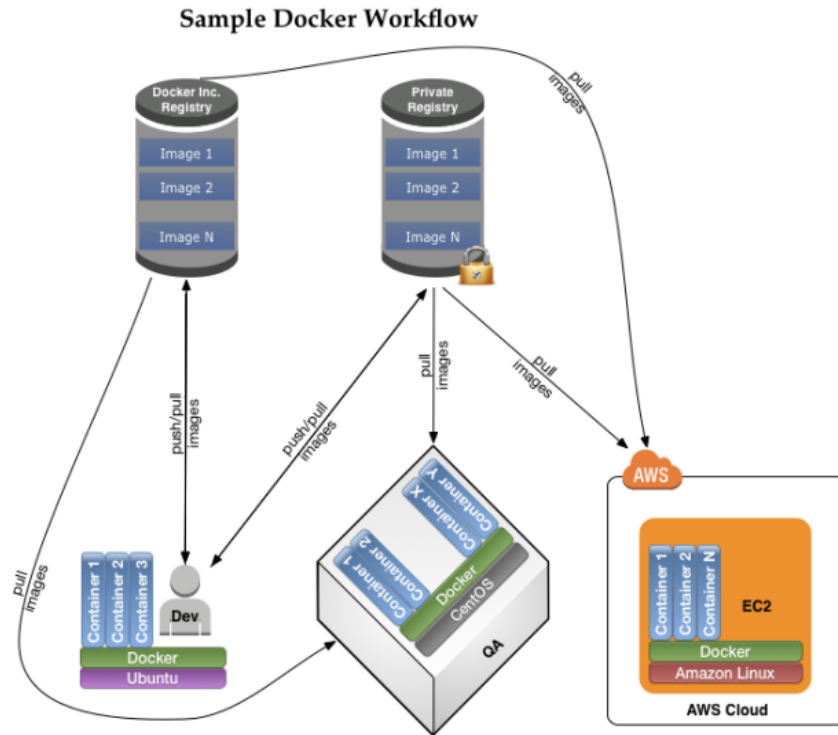 Sample Docker Workflow
Docker Inc.
Registry
Image 1
Image 2
Image N
Private
Registry
Image 1
Image 2
Image N
pull
images
push/pull
images
push/pull
images
pull
images
pull
images
pull
images
Container 1
Container 2
Container 3
Dev
Docker
Ubuntu
Container 1
Container 2
Container X
Container Y
Docker
CentOS
QA
AWS
Container 1
Container 2
Container N
EC2
Docker
Amazon Linux
AWS Cloud